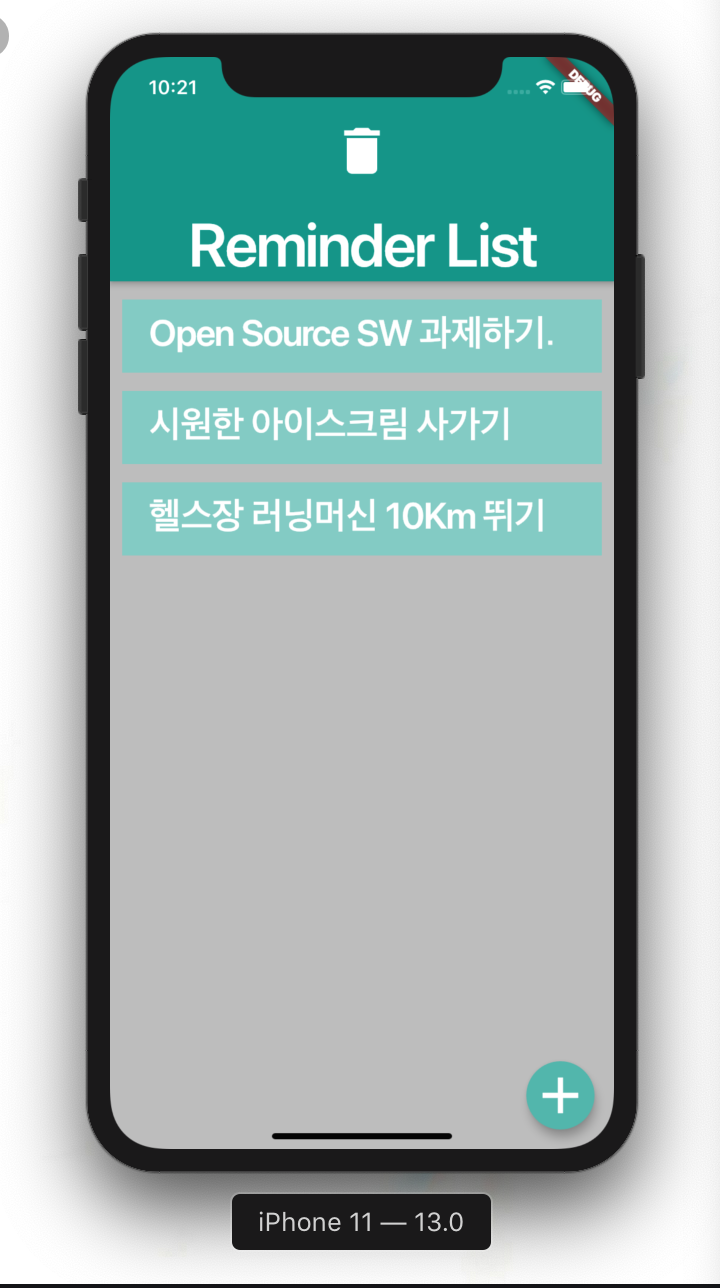 10:21
DEBUG
Reminder List
Open Source SW 과제하기.
시원한 아이스크림 사가기
헬스장 러닝머신 10Km 뛰기
iPhone 11 — 13.0